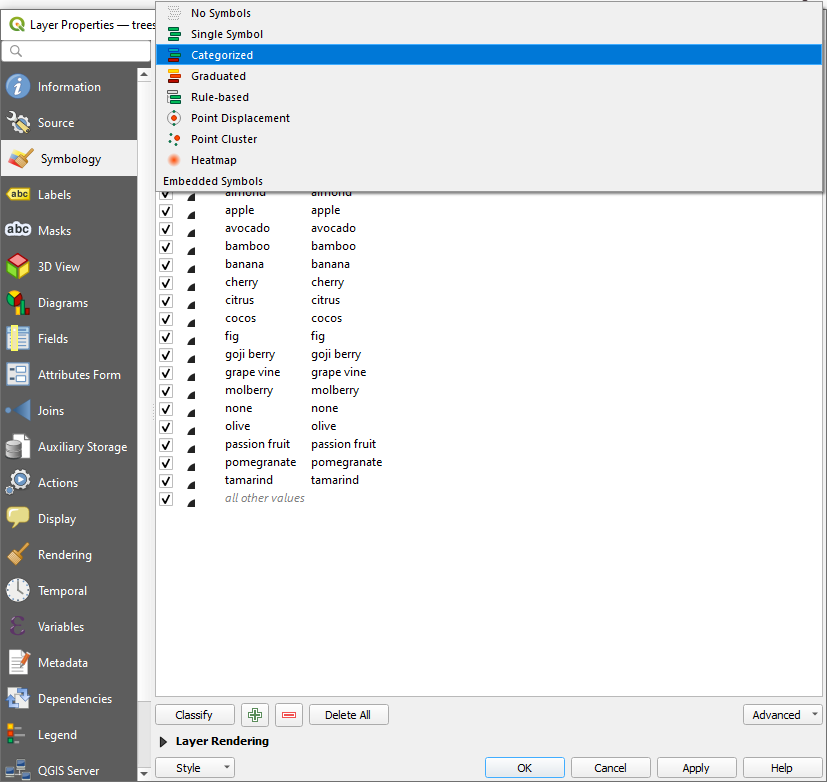 Layer Properties — trees
No Symbols
Single Symbol
Categorized
Graduated
Rule-based
Point Displacement
Point Cluster
Heatmap
Embedded Symbols
Information
Source
Symbology
abc Labels
abc Masks
3D View
Diagrams
Fields
Attributes Form
Joins
Auxiliary Storage
Actions
Display
Rendering
Temporal
Variables
Metadata
Dependencies
Legend
QGIS Server
almond almond
apple apple
avocado avocado
bamboo bamboo
banana banana
cherry cherry
citrus citrus
cocos cocos
fig fig
goji berry goji berry
grape vine grape vine
molberry molberry
none none
olive olive
passion fruit passion fruit
pomegranate pomegranate
tamarind tamarind
all other values
Classify Delete All Advanced
Layer Rendering
Style OK Cancel Apply Help